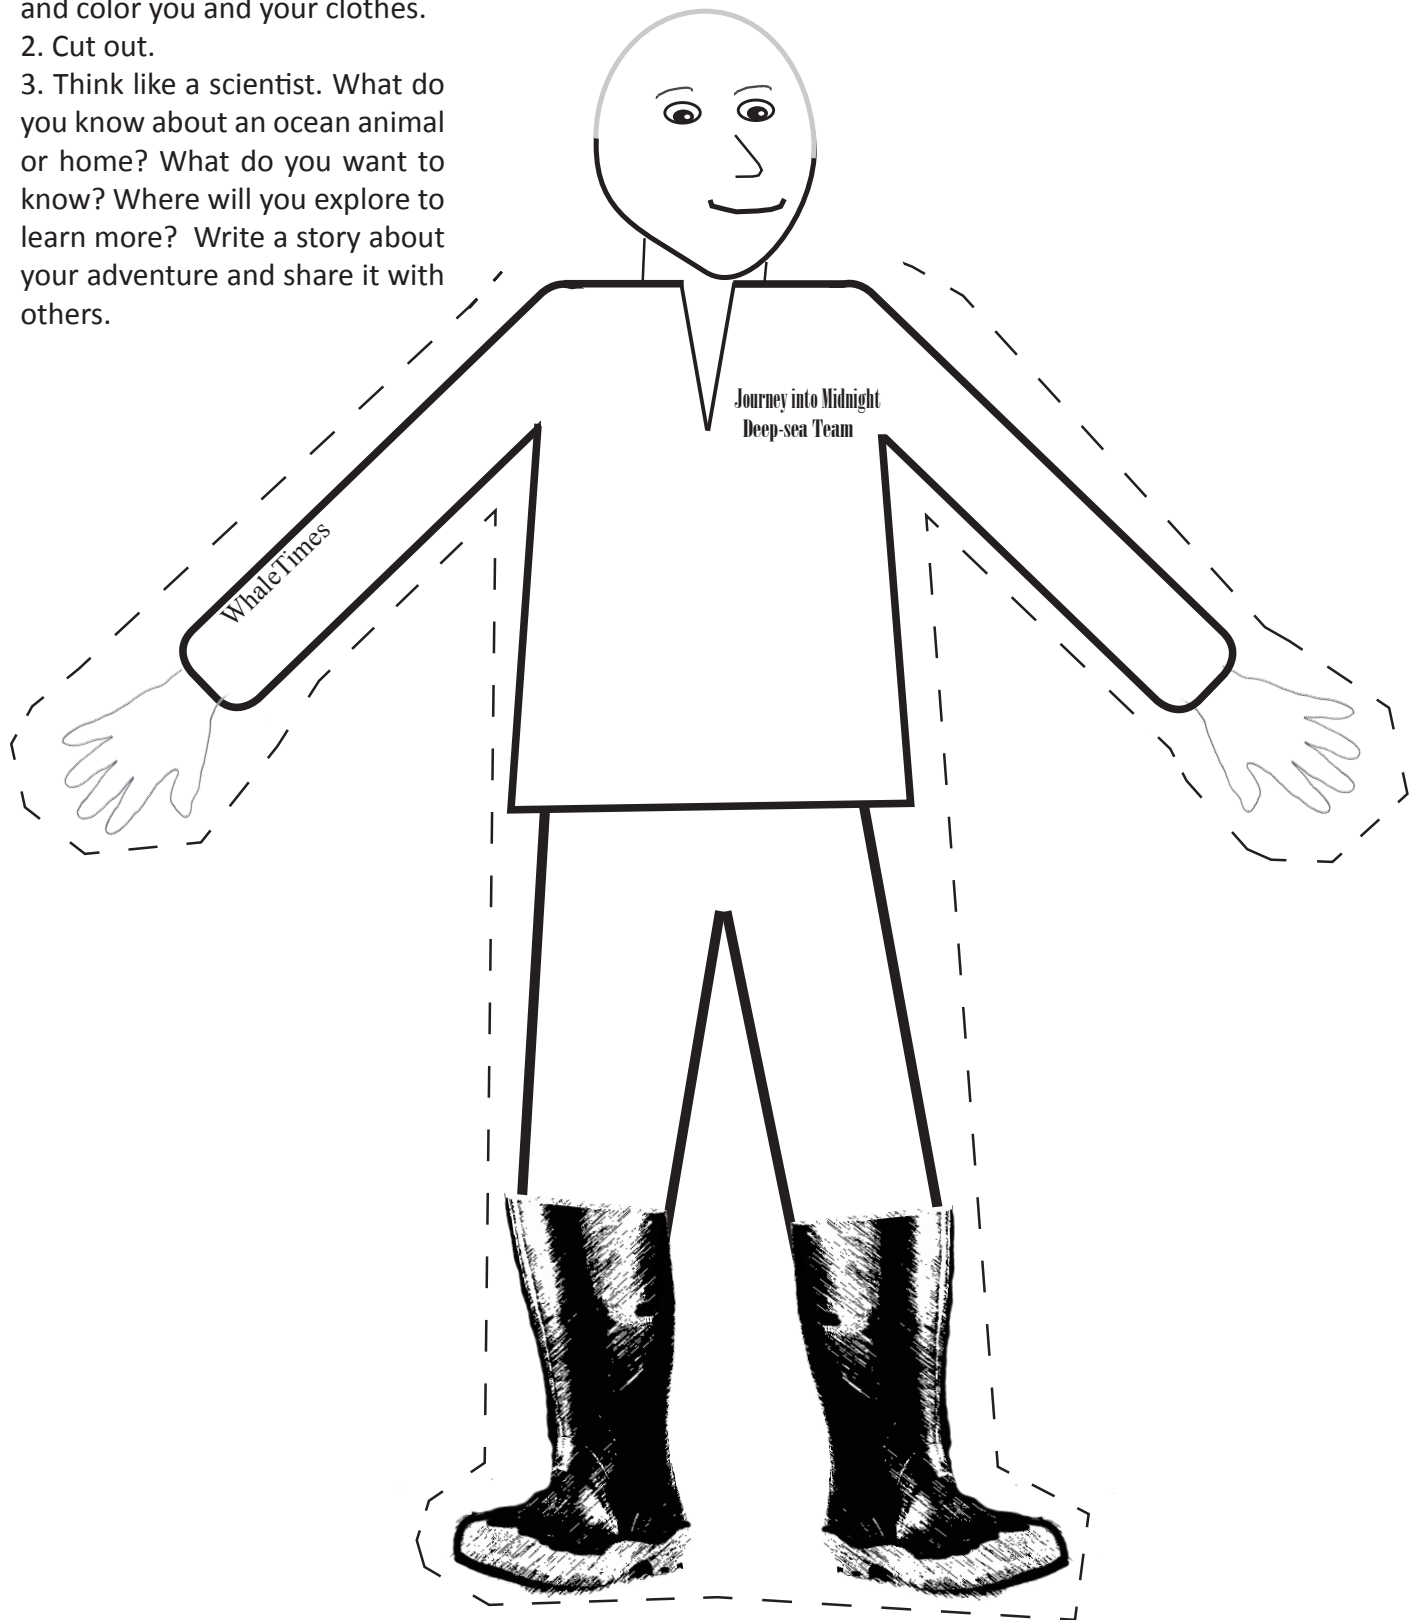 and color you and your clothes.
2. Cut out.
3. Think like a scientist. What do
you know about an ocean animal
or home? What do you want to
know? Where will you explore to
learn more?  Write a story about
your adventure and share it with
others.
Journey into Midnight
Deep-sea Team
WhaleTimes